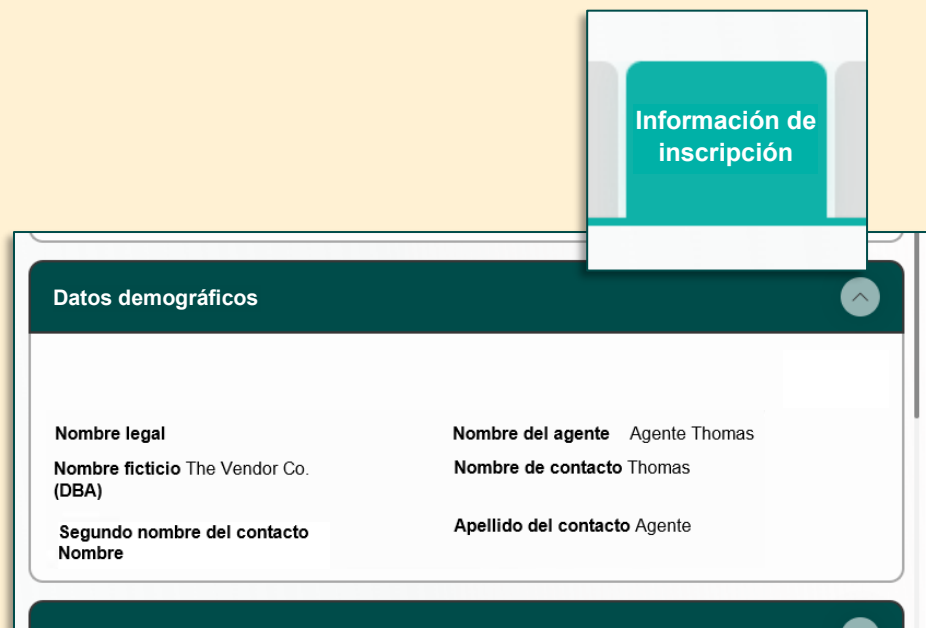 Información de
inscripción
Datos demográficos
Nombre legal
Nombre del agente Agente Thomas
Nombre ficticio The Vendor Co.
(DBA)
Nombre de contacto Thomas
Segundo nombre del contacto
Nombre
Apellido del contacto Agente